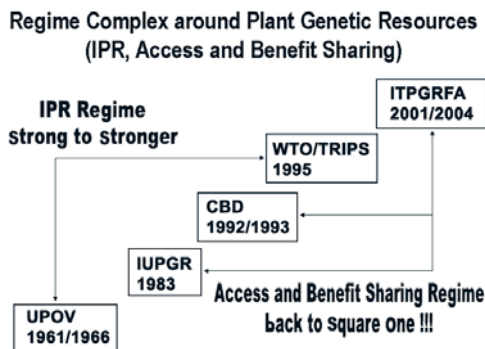 Regime Complex around Plant Genetic Resources
(IPR, Access and Benefit Sharing)
ITPGRFA
2001/2004
IPR Regime
strong to stronger
WTO/TRIPS
1995
CBD
1992/1993
IUPGR
1983
Access and Benefit Sharing Regime
back to square one !!!
UPOV
1961/1966